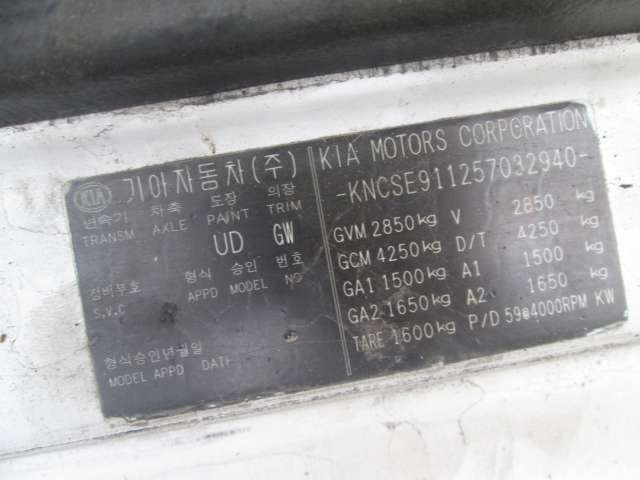 KIA 기아자동차(주)
변속기 차축 도장 의장
TRANSM AXLE PAINT TRIM
UD GW
정비부호 형식 승인 번호
S.V.C APPD MODEL NO
형식승인년월일
MODEL APPD DATE
KIA MOTORS CORPORATION
-KNCSE911257032940-
GVM 2850 kg V 2850 kg
GCM 4250 kg D/T 4250 kg
GA1 1500 kg A1 1500 kg
GA2 1650 kg A2 1650 kg
TARE 1600 kg P/D 59@4000RPM KW